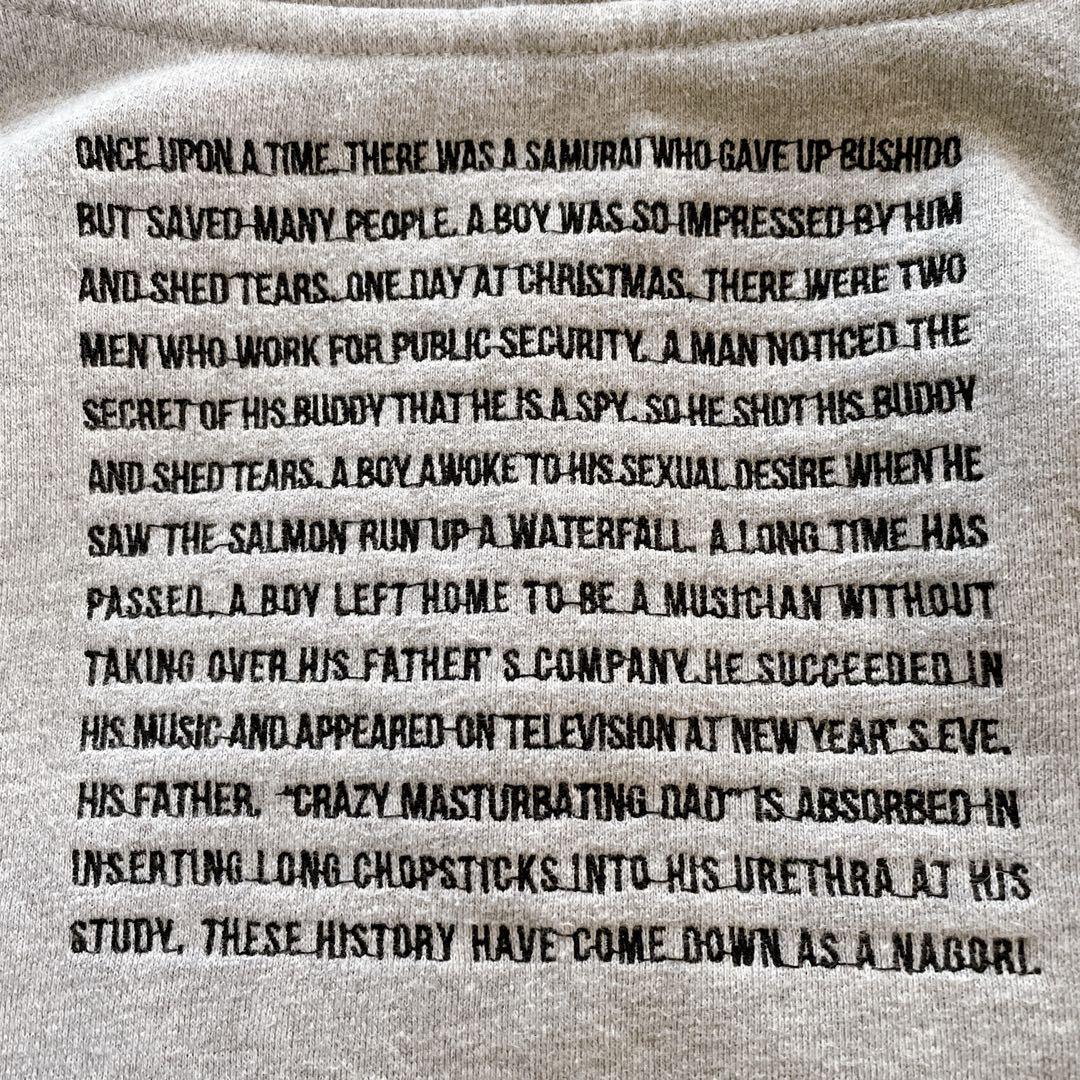 ONCE UPON A TIME. THERE WAS A SAMURAI WHO GAVE UP BUSHIDO
BUT SAVED MANY PEOPLE. A BOY WAS SO IMPRESSED BY HIM
AND SHED TEARS. ONE DAY AT CHRISTMAS. THERE WERE TWO
MEN WHO WORK FOR PUBLIC SECURITY. A MAN NOTICED THE
SECRET OF HIS BUDDY THAT HE IS A SPY. SO HE SHOT HIS BUDDY
AND SHED TEARS. A BOY AWOKE TO HIS SEXUAL DESIRE WHEN HE
SAW THE SALMON RUN UP A WATERFALL. A LONG TIME HAS
PASSED. A BOY LEFT HOME TO BE A MUSICIAN WITHOUT
TAKING OVER HIS FATHER'S COMPANY. HE SUCCEEDED IN
HIS MUSIC AND APPEARED ON TELEVISION AT NEW YEAR'S EVE.
HIS FATHER, "CRAZY MASTURBATING DAD" IS ABSORBED IN
INSERTING LONG CHOPSTICKS INTO HIS URETHRA AT HIS
STUDY. THESE HISTORY HAVE COME DOWN AS A NAGORI.